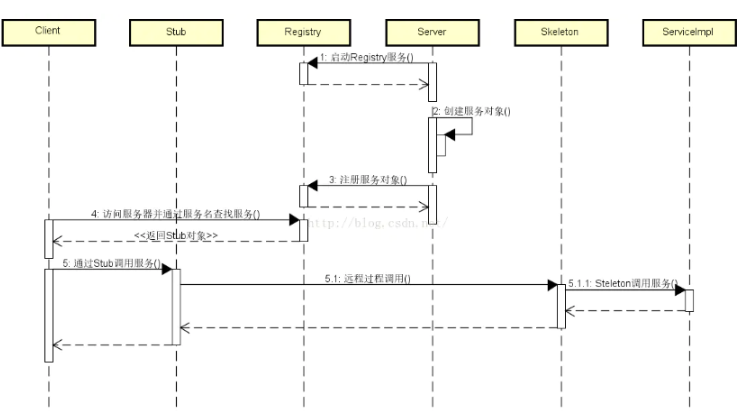 Client
Stub
Registry
Server
Skeleton
ServiceImpl
1: 启动Registry服务()
2: 创建服务对象()
3: 注册服务对象()
http://blog.csdn.net/
4: 访问服务器并通过服务名查找服务()
<<返回Stub对象>>
5: 通过Stub调用服务()
5.1: 远程过程调用()
5.1.1: Steleton调用服务()